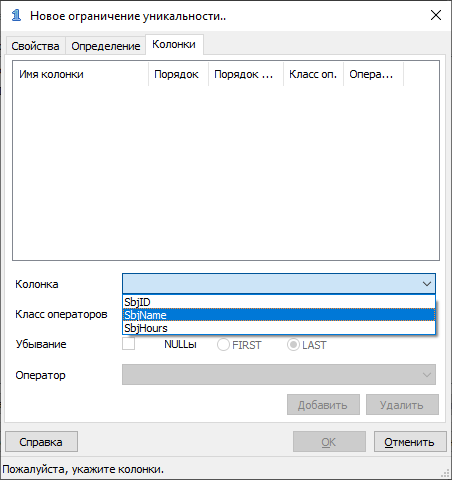 Новое ограничение уникальности..
Свойства Определение Колонки
Имя колонки Порядок Порядок ... Класс оп. Опера...
Колонка
SbjID
Класс операторов SbjName
SbjHours
Убывание NULLы FIRST LAST
Оператор
Добавить Удалить
Справка OK Отменить
Пожалуйста, укажите колонки.